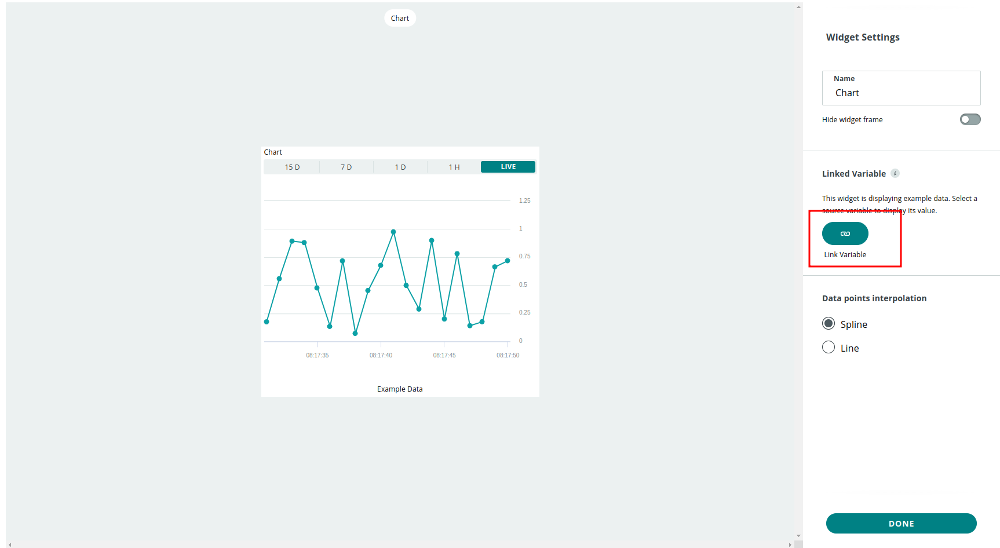 Chart
Widget Settings
Name
Chart
Hide widget frame
Chart
15 D 7 D 1 D 1 H LIVE
1.25
1
0.75
0.5
0.25
0
08:17:35 08:17:40 08:17:45 08:17:50
Example Data
Linked Variable i
This widget is displaying example data. Select a
source variable to display its value.
Link Variable
Data points interpolation
Spline
Line
DONE